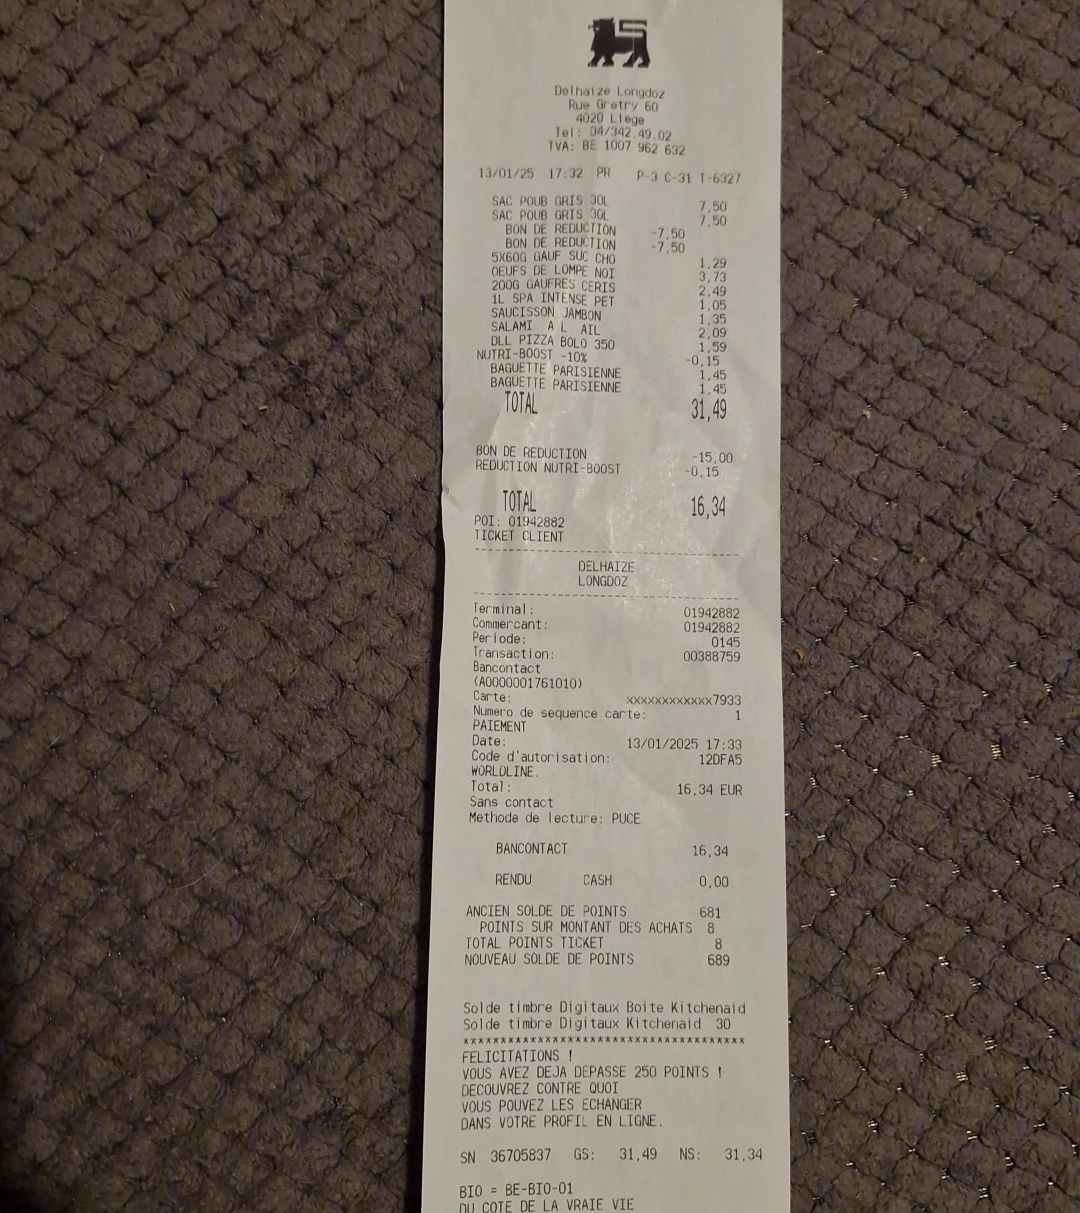 Delhaize Longdoz
Rue Gretry 60
4020 Liege
Tel: 04/342.49.02
TVA: BE 1007 962 632
13/01/25 17:32 PR P-3 C-31 T-6327
SAC POUB GRIS 30L 7,50
SAC POUB GRIS 30L 7,50
BON DE REDUCTION -7,50
BON DE REDUCTION -7,50
5X60G GAUF SUC CHO 1,29
OEUFS DE LOMPE NOI 3,73
200G GAUFRES CERIS 2,49
1L SPA INTENSE PET 1,05
SAUCISSON JAMBON 1,35
SALAMI A L AIL 2,09
DLL PIZZA BOLO 350 1,59
NUTRI-BOOST -10% -0,15
BAGUETTE PARISIENNE 1,45
BAGUETTE PARISIENNE 1,45
TOTAL 31,49
BON DE REDUCTION -15,00
REDUCTION NUTRI-BOOST -0,15
TOTAL 16,34
POI: 01942882
TICKET CLIENT
DELHAIZE
LONGDOZ
Terminal: 01942882
Commercant: 01942882
Periode: 0145
Transaction: 00388759
Bancontact
(A0000001761010)
Carte: xxxxxxxxxxxx7933
Numero de sequence carte: 1
PAIEMENT
Date: 13/01/2025 17:33
Code d'autorisation: 12DFA5
WORLDLINE.
Total: 16,34 EUR
Sans contact
Methode de lecture: PUCE
BANCONTACT 16,34
RENDU CASH 0,00
ANCIEN SOLDE DE POINTS 681
POINTS SUR MONTANT DES ACHATS 8
TOTAL POINTS TICKET 8
NOUVEAU SOLDE DE POINTS 689
Solde timbre Digitaux Boite Kitchenaid
Solde timbre Digitaux Kitchenaid 30
***************************************
FELICITATIONS !
VOUS AVEZ DEJA DEPASSE 250 POINTS !
DECOUVREZ CONTRE QUOI
VOUS POUVEZ LES ECHANGER
DANS VOTRE PROFIL EN LIGNE.
SN 36705837 GS: 31,49 NS: 31,34
BIO = BE-BIO-01
DU COTE DE LA VRAIE VIE